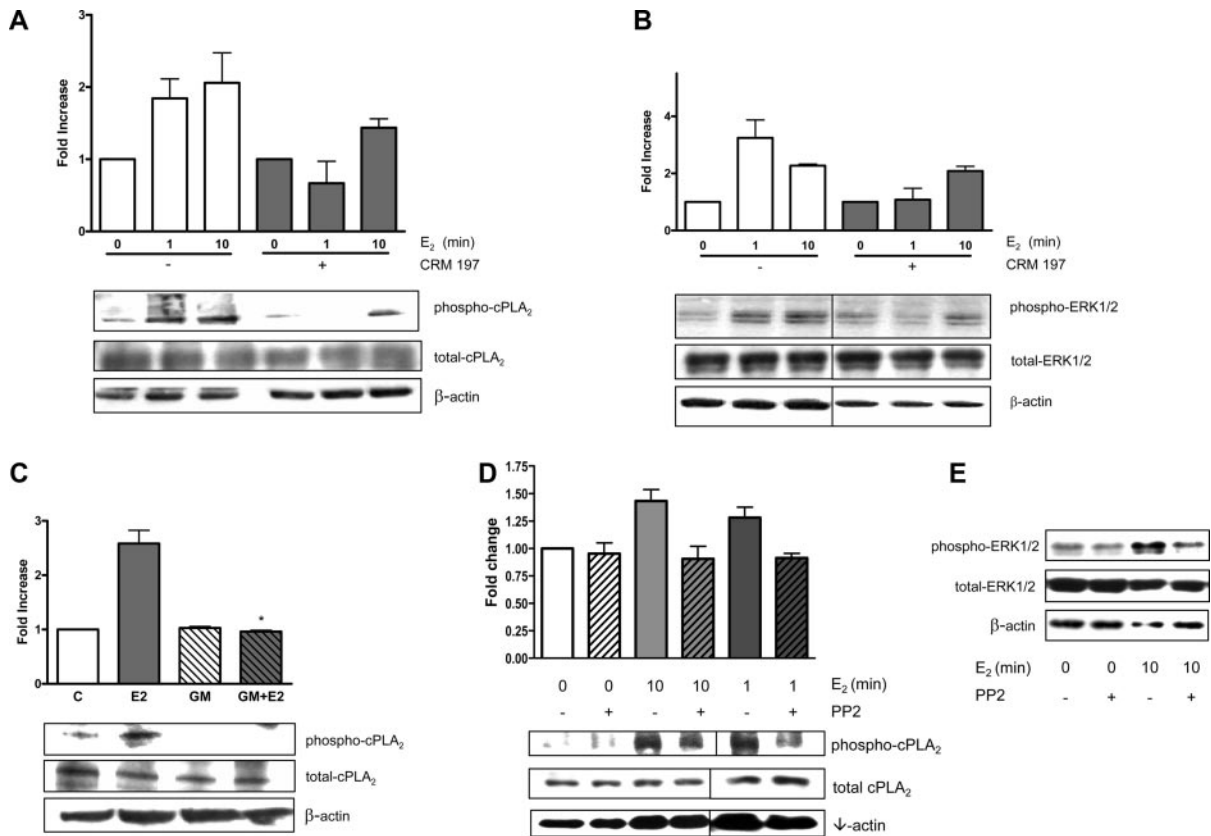 A
3
2
1
0
Fold Increase
0 1 10 0 1 10 E₂ (min)
- + CRM 197
phospho-cPLA₂
total-cPLA₂
β-actin
B
4
2
0
Fold Increase
0 1 10 0 1 10 E₂ (min)
- + CRM 197
phospho-ERK1/2
total-ERK1/2
β-actin
C
3
2
1
0
Fold Increase
*
C E2 GM GM+E2
phospho-cPLA₂
total-cPLA₂
β-actin
D
1.75
1.50
1.25
1.00
0.75
0.50
0.25
0.00
Fold change
0 0 10 10 1 1 E₂ (min)
- + - + - + PP2
phospho-cPLA₂
total cPLA₂
↓-actin
E
phospho-ERK1/2
total-ERK1/2
β-actin
E₂ (min) 0 0 10 10
PP2 - + - +